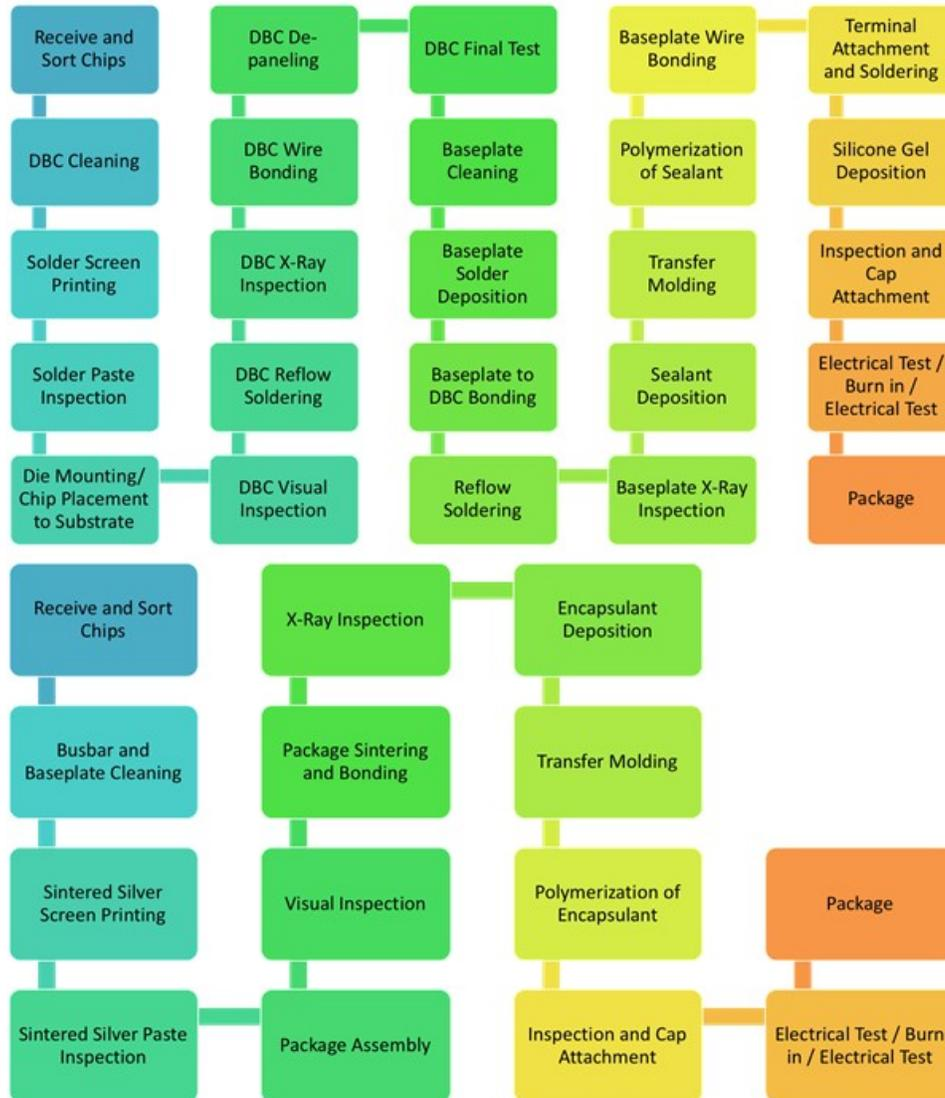 Receive and
Sort Chips
DBC Cleaning
Solder Screen
Printing
Solder Paste
Inspection
Die Mounting/
Chip Placement
to Substrate
DBC Visual
Inspection
DBC Reflow
Soldering
DBC X-Ray
Inspection
DBC Wire
Bonding
DBC De-
paneling
DBC Final Test
Baseplate
Cleaning
Baseplate
Solder
Deposition
Baseplate to
DBC Bonding
Reflow
Soldering
Baseplate X-Ray
Inspection
Sealant
Deposition
Transfer
Molding
Polymerization
of Sealant
Baseplate Wire
Bonding
Terminal
Attachment
and Soldering
Silicone Gel
Deposition
Inspection and
Cap
Attachment
Electrical Test /
Burn in /
Electrical Test
Package
Receive and Sort
Chips
Busbar and
Baseplate Cleaning
Sintered Silver
Screen Printing
Sintered Silver Paste
Inspection
Package Assembly
Visual Inspection
Package Sintering
and Bonding
X-Ray Inspection
Encapsulant
Deposition
Transfer Molding
Polymerization of
Encapsulant
Inspection and Cap
Attachment
Electrical Test / Burn
in / Electrical Test
Package